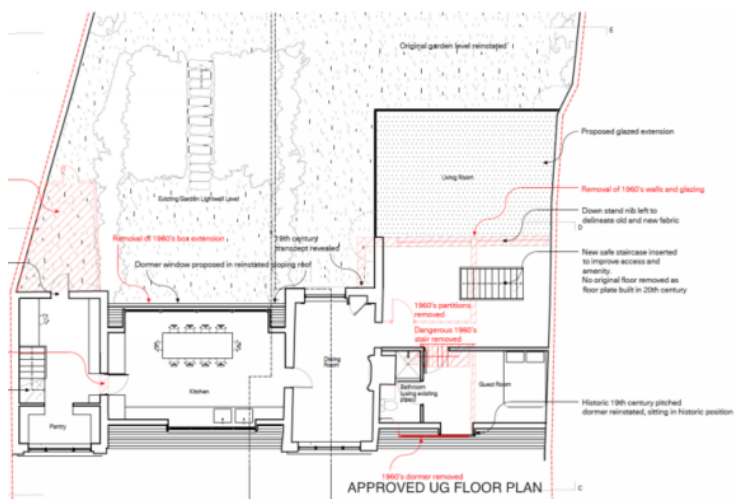 E
Original garden level reinstated
Proposed glazed extension
Living Room
Removal of 1960's walls and glazing
Existing Garden Lightwell Level
Down stand nib left to
delineate old and new fabric
D
Removal of 1960's box extension
19th century
transcept revealed
Dormer window proposed in reinstated sloping roof
New safe staircase inserted
to improve access and
amenity.
No original floor removed as
floor plate built in 20th century
1960's partitions
removed
Dangerous 1960's
stair removed
Dining
Room
Kitchen
Bathroom
(using existing
pipes)
Guest Room
Pantry
Historic 19th century pitched
dormer reinstated, sitting in historic position
1960's dormer removed
APPROVED UG FLOOR PLAN
C